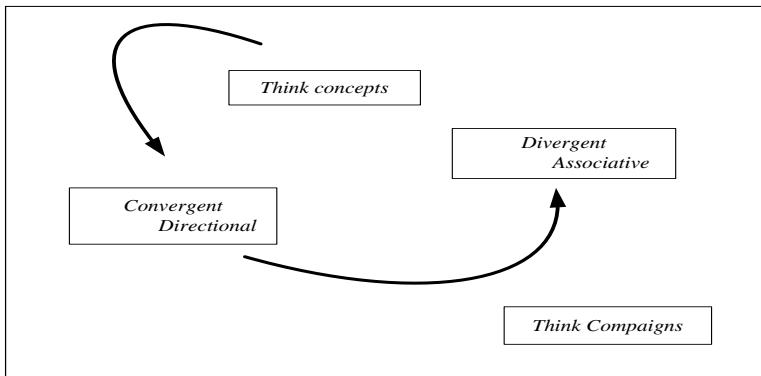 Think concepts
Divergent
Associative
Convergent
Directional
Think Compaigns